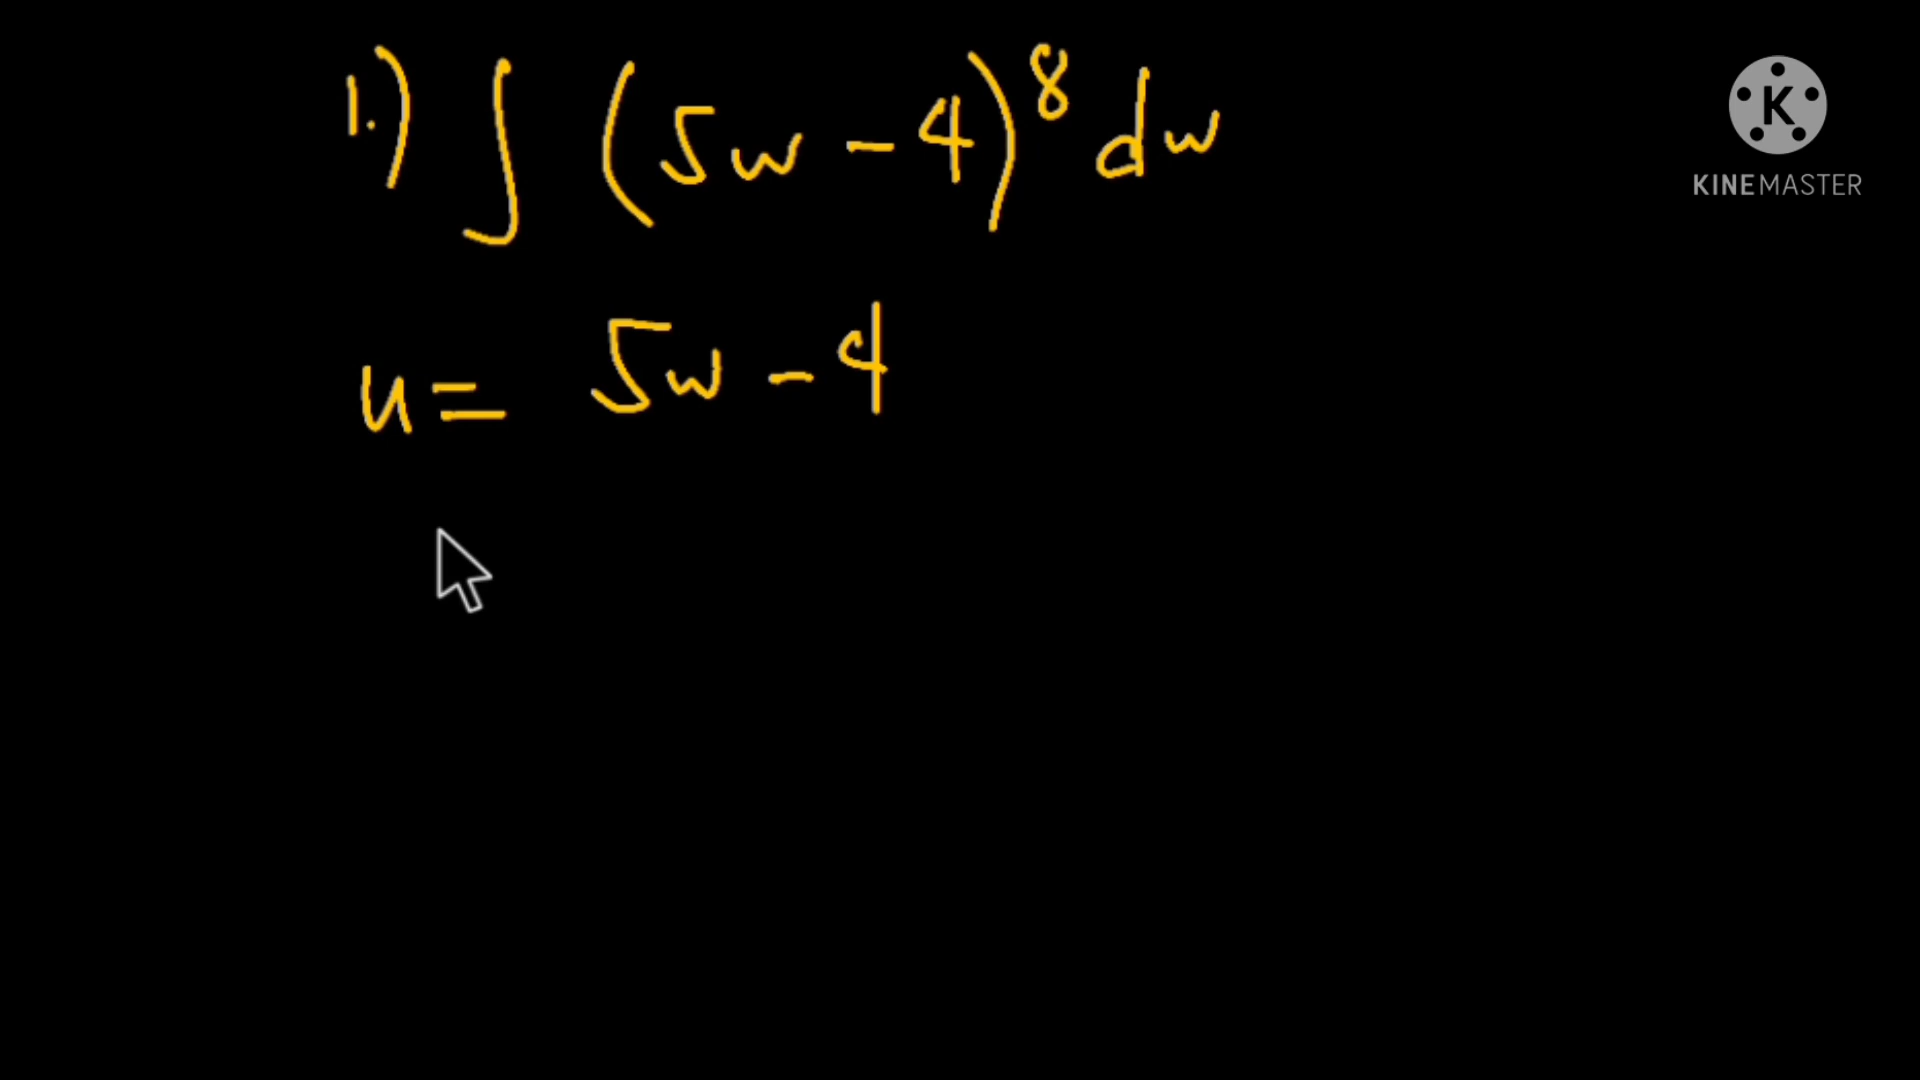 1.) ∫ (5w - 4)⁸ dw
u = 5w - 4
K
KINEMASTER